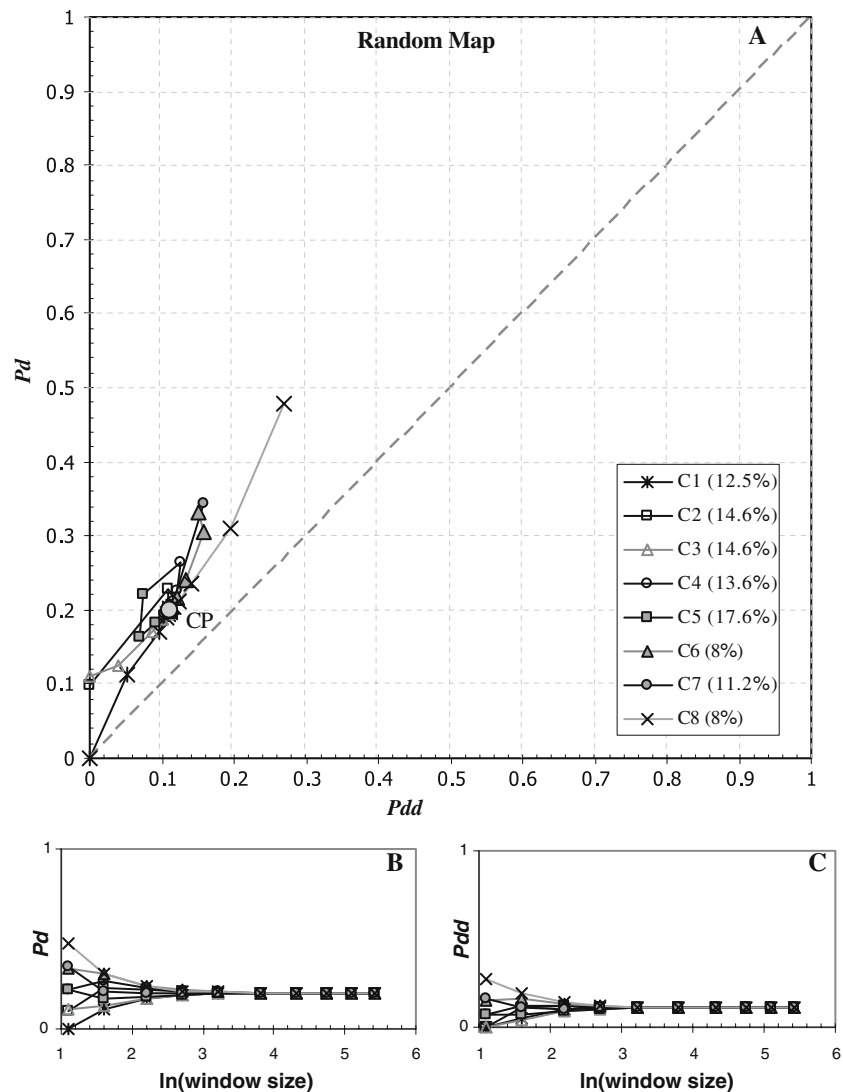 Random Map
A
1
0.9
0.8
0.7
0.6
0.5
0.4
0.3
0.2
0.1
0
Pd
CP
C1 (12.5%)
C2 (14.6%)
C3 (14.6%)
C4 (13.6%)
C5 (17.6%)
C6 (8%)
C7 (11.2%)
C8 (8%)
0 0.1 0.2 0.3 0.4 0.5 0.6 0.7 0.8 0.9 1
Pdd
B
1
0
Pd
1 2 3 4 5 6
ln(window size)
C
1
0
Pdd
1 2 3 4 5 6
ln(window size)